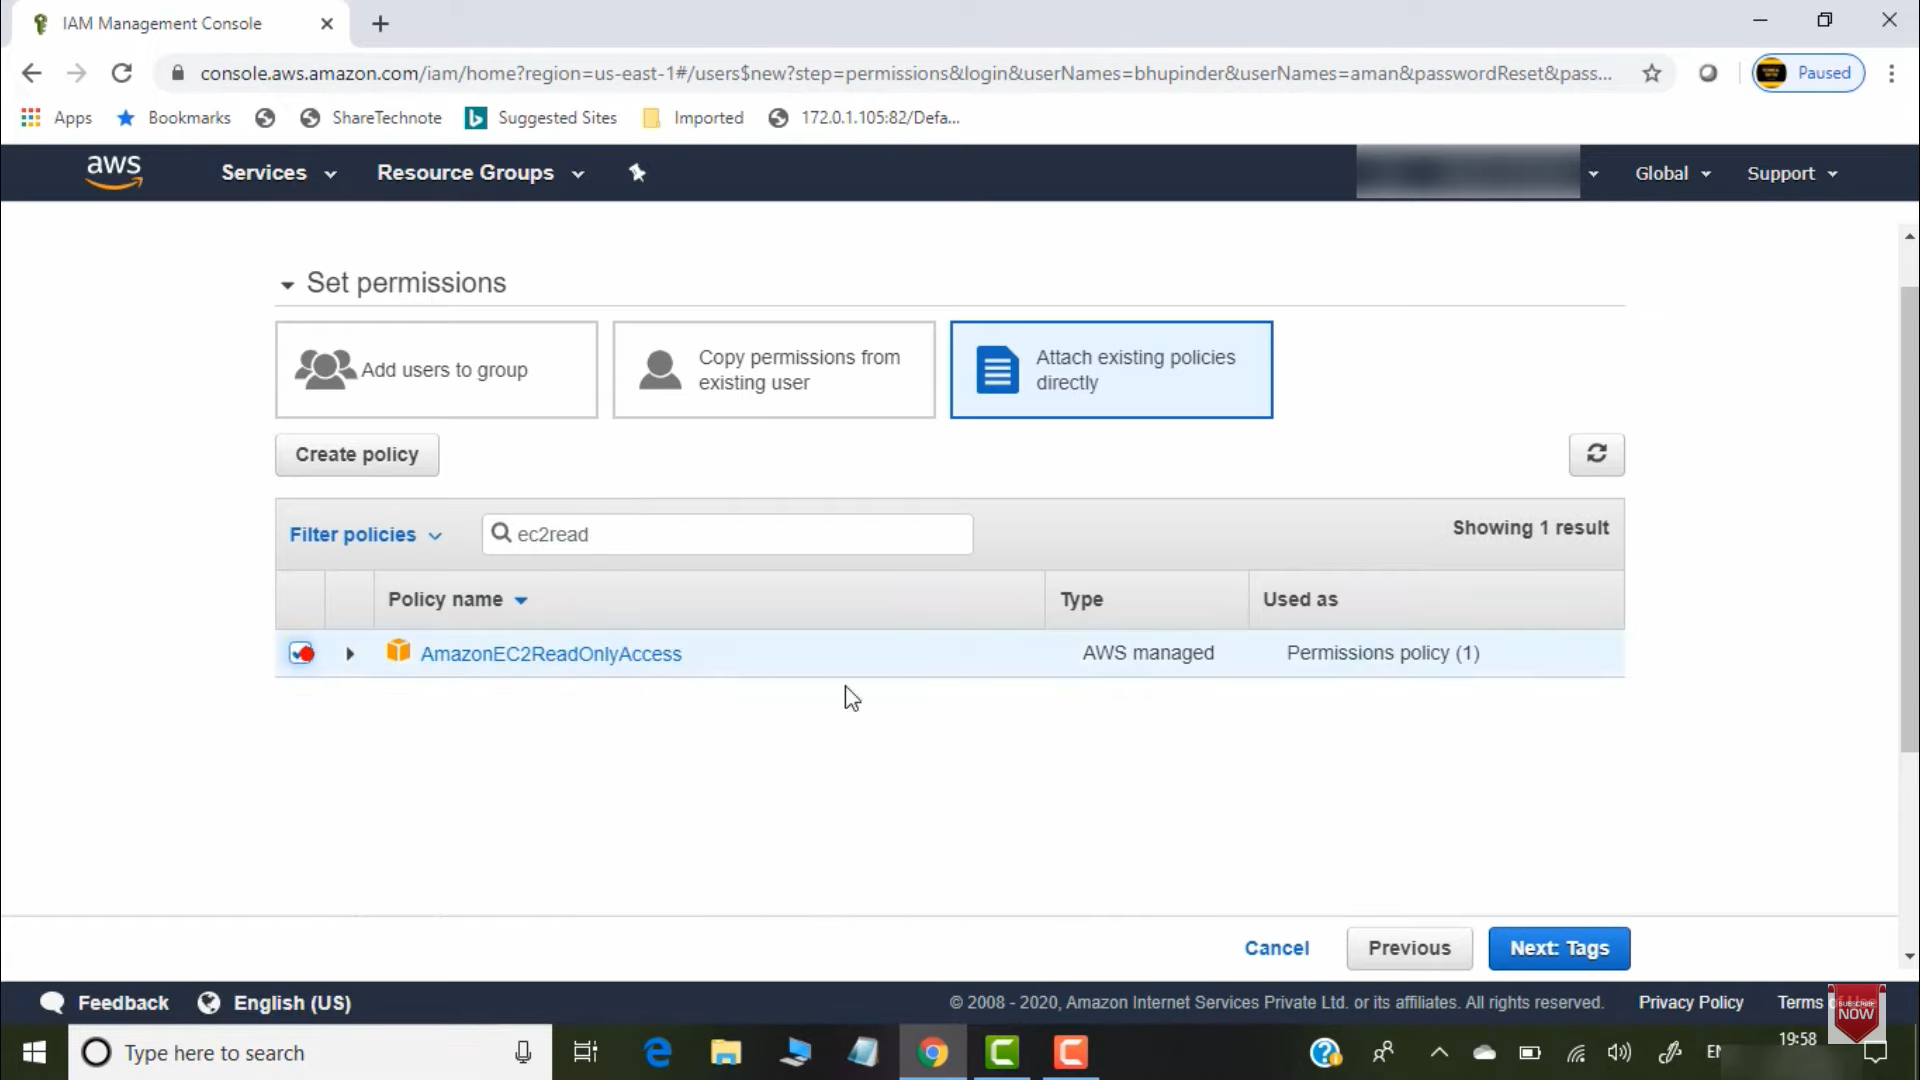 IAM Management Console
console.aws.amazon.com/iam/home?region=us-east-1#/users$new?step=permissions&login&userNames=bhupinder&userNames=aman&passwordReset&pass...
Paused
Apps
Bookmarks
ShareTechnote
Suggested Sites
Imported
172.0.1.105:82/Defa...
aws
Services
Resource Groups
Global
Support
Set permissions
Add users to group
Copy permissions from
existing user
Attach existing policies
directly
Create policy
Filter policies
ec2read
Showing 1 result
Policy name
Type
Used as
AmazonEC2ReadOnlyAccess
AWS managed
Permissions policy (1)
Cancel
Previous
Next: Tags
Feedback
English (US)
© 2008 - 2020, Amazon Internet Services Private Ltd. or its affiliates. All rights reserved.
Privacy Policy
Terms
SUBSCRIBE
NOW
Type here to search
19:58